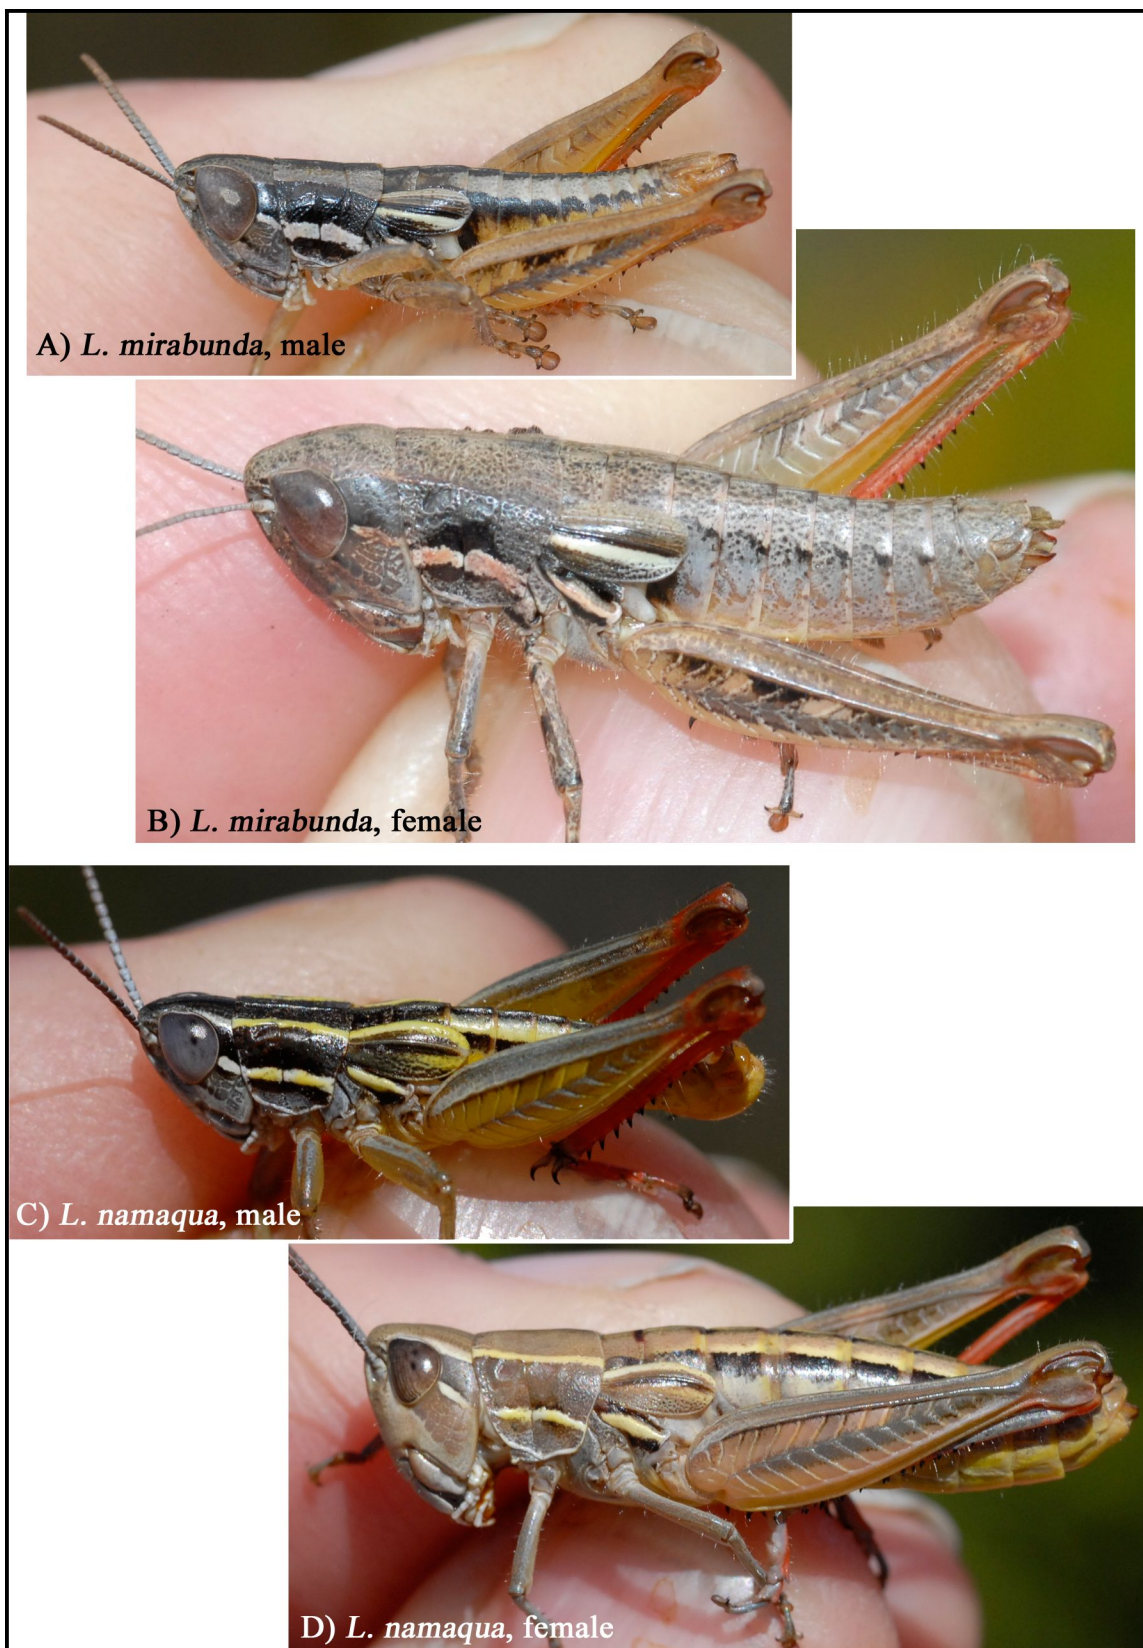 A) L. mirabunda, male
B) L. mirabunda, female
C) L. namaqua, male
D) L. namaqua, female